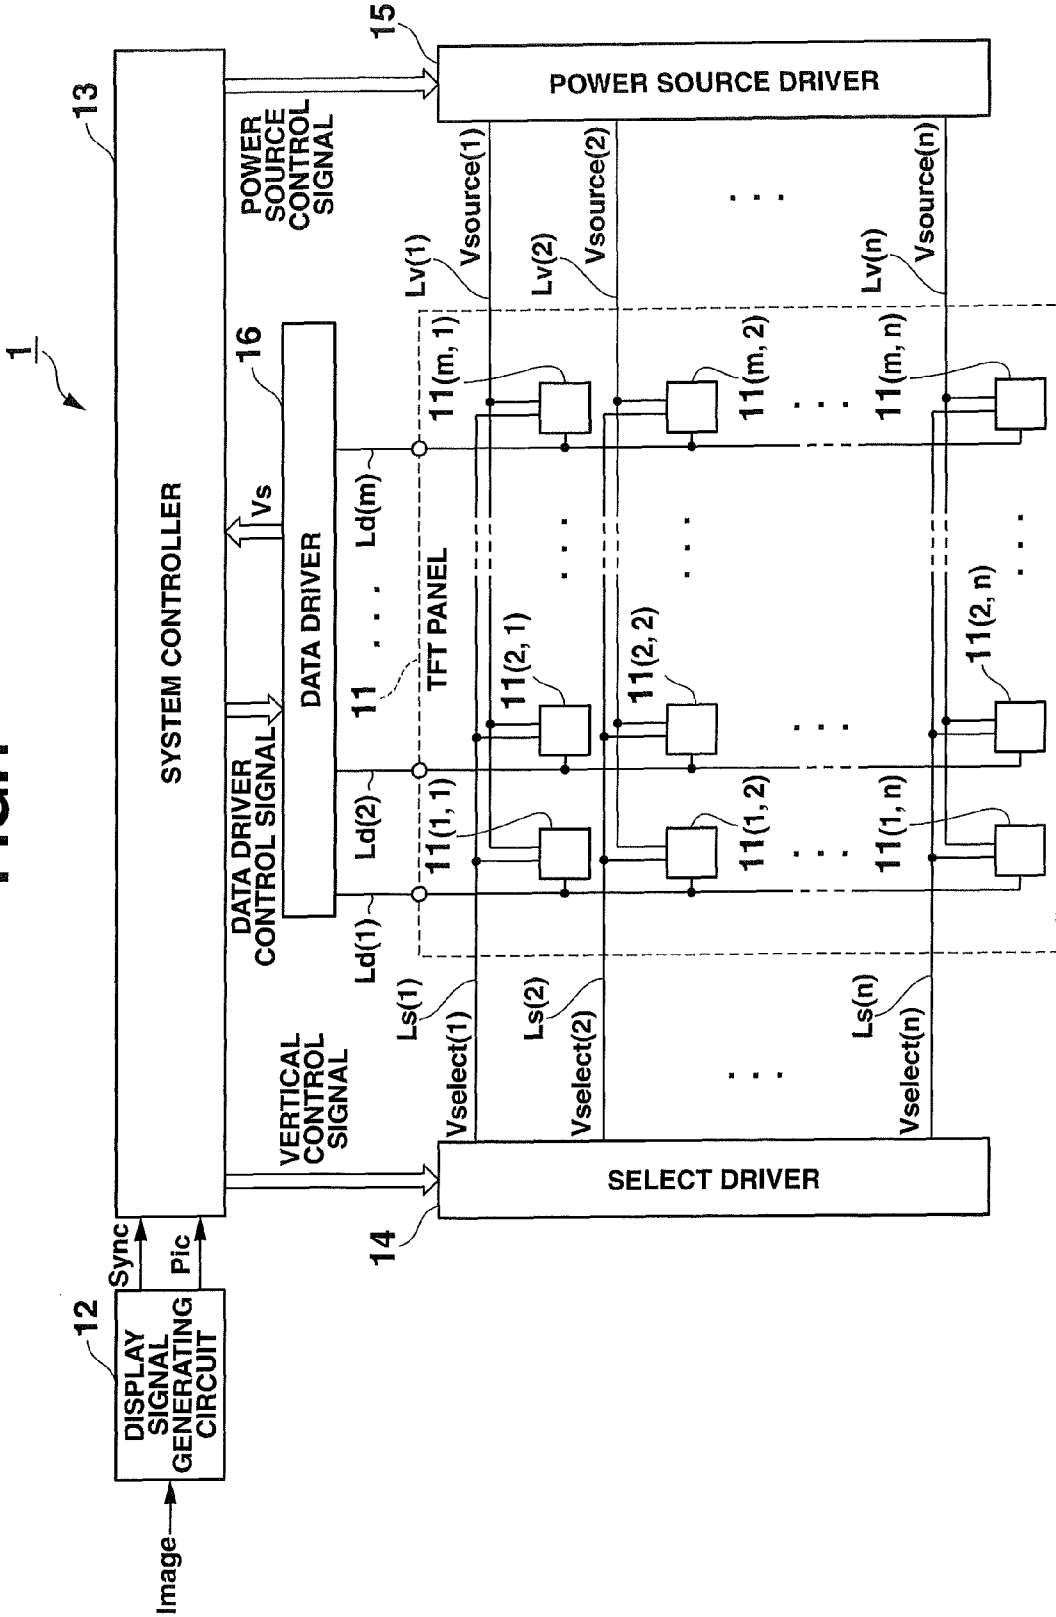 1
Image
12
DISPLAY
SIGNAL
GENERATING
CIRCUIT
Sync
Pic
13
SYSTEM CONTROLLER
VERTICAL
CONTROL
SIGNAL
DATA DRIVER
CONTROL SIGNAL
Vs
POWER
SOURCE
CONTROL
SIGNAL
16
DATA DRIVER
14
SELECT DRIVER
15
POWER SOURCE DRIVER
Ld(1)
Ld(2)
. . .
Ld(m)
11
TFT PANEL
Ls(1)
Vselect(1)
11(1, 1)
11(2, 1)
. . .
11(m, 1)
Lv(1)
Vsource(1)
Ls(2)
Vselect(2)
11(1, 2)
11(2, 2)
. . .
11(m, 2)
Lv(2)
Vsource(2)
. . .
. . .
. . .
. . .
. . .
Ls(n)
Vselect(n)
11(1, n)
11(2, n)
. . .
11(m, n)
Lv(n)
Vsource(n)